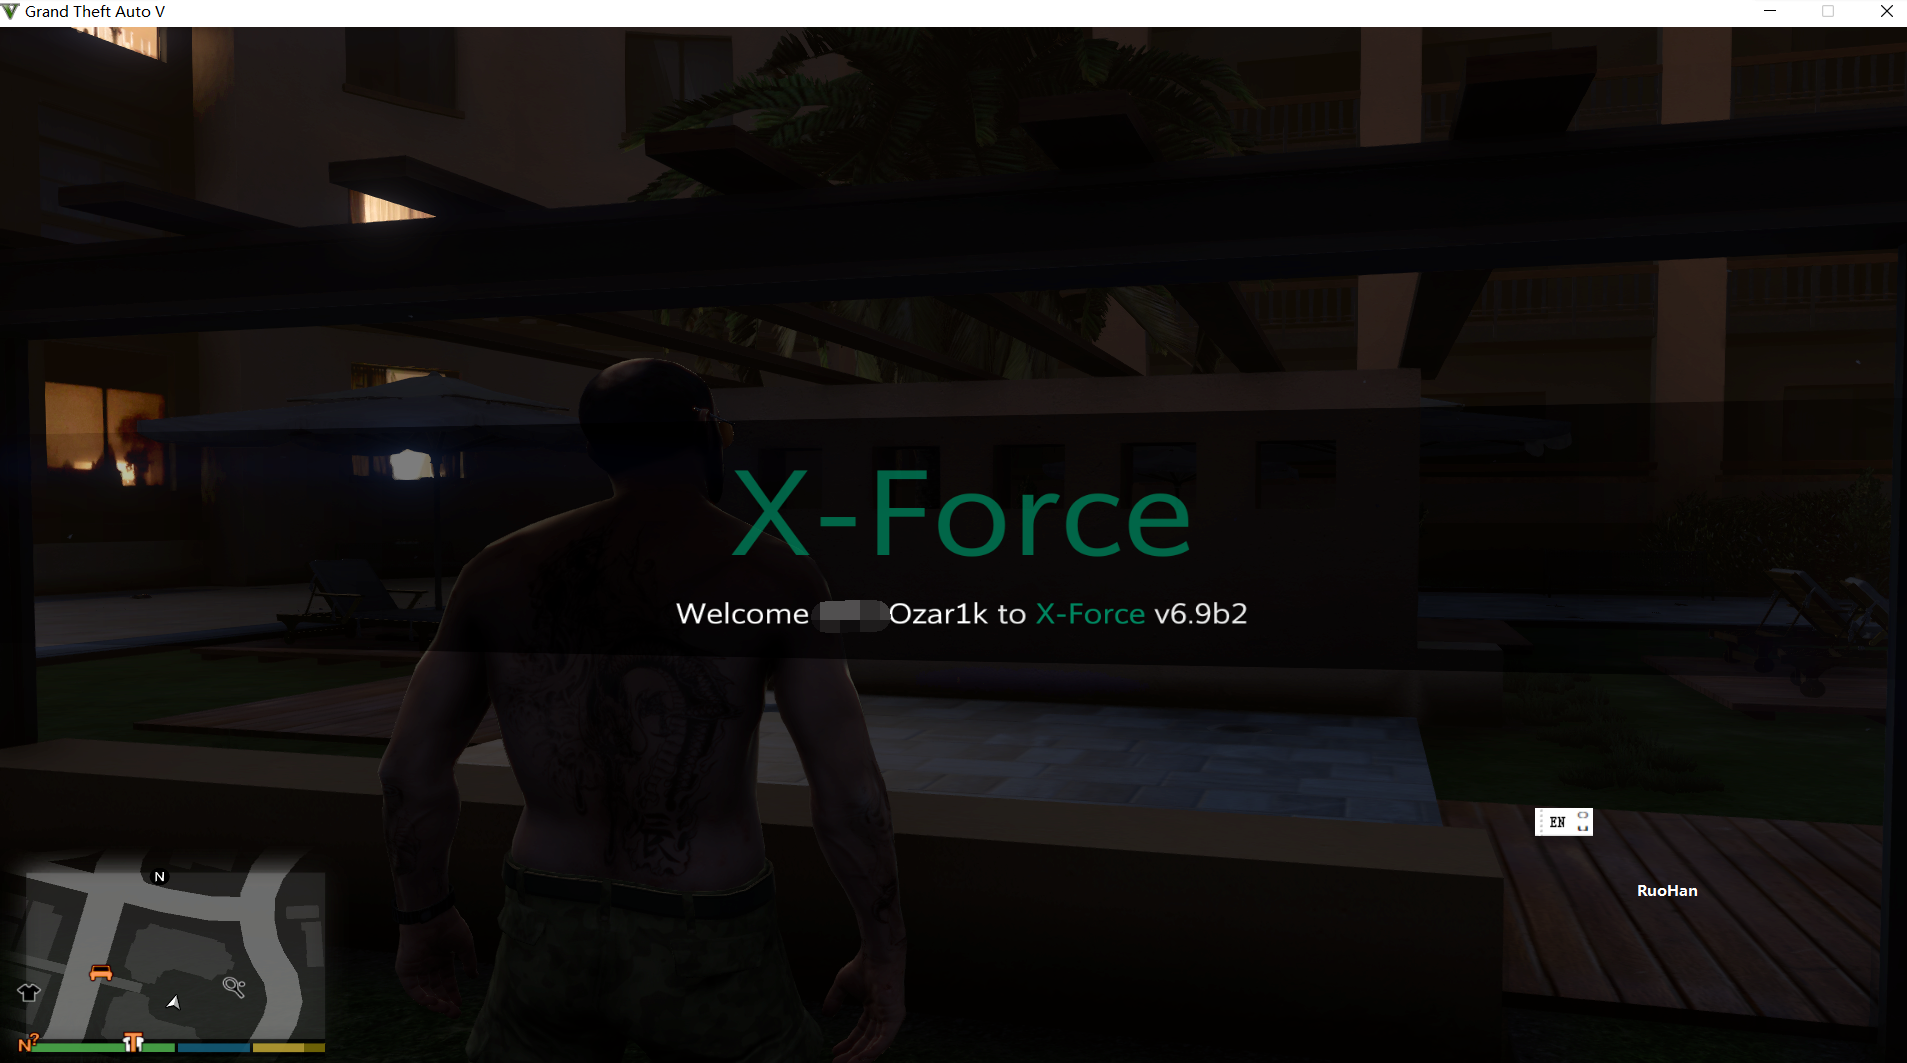 Grand Theft Auto V
X-Force
Welcome Ozar1k to X-Force v6.9b2
EN
RuoHan
N
N?
T